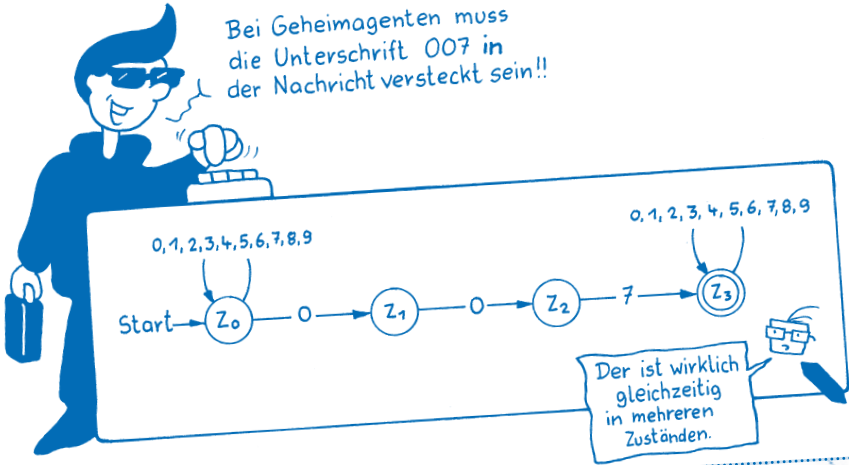 Bei Geheimagenten muss
die Unterschrift 007 in
der Nachricht versteckt sein!!
0,1,2,3,4,5,6,7,8,9
0,1,2,3,4,5,6,7,8,9
Start
Z0
0
Z1
0
Z2
7
Z3
Der ist wirklich
gleichzeitig
in mehreren
Zuständen.